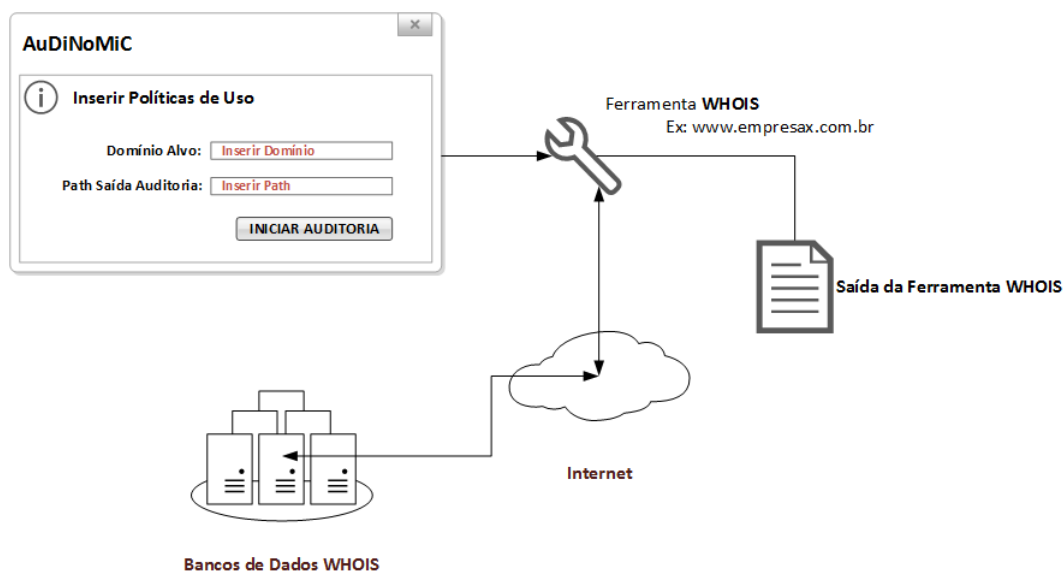 AuDiNoMiC
Inserir Políticas de Uso
Domínio Alvo: Inserir Domínio
Path Saída Auditoria: Inserir Path
INICIAR AUDITORIA
Ferramenta WHOIS
Ex: www.empresax.com.br
Saída da Ferramenta WHOIS
Internet
Bancos de Dados WHOIS